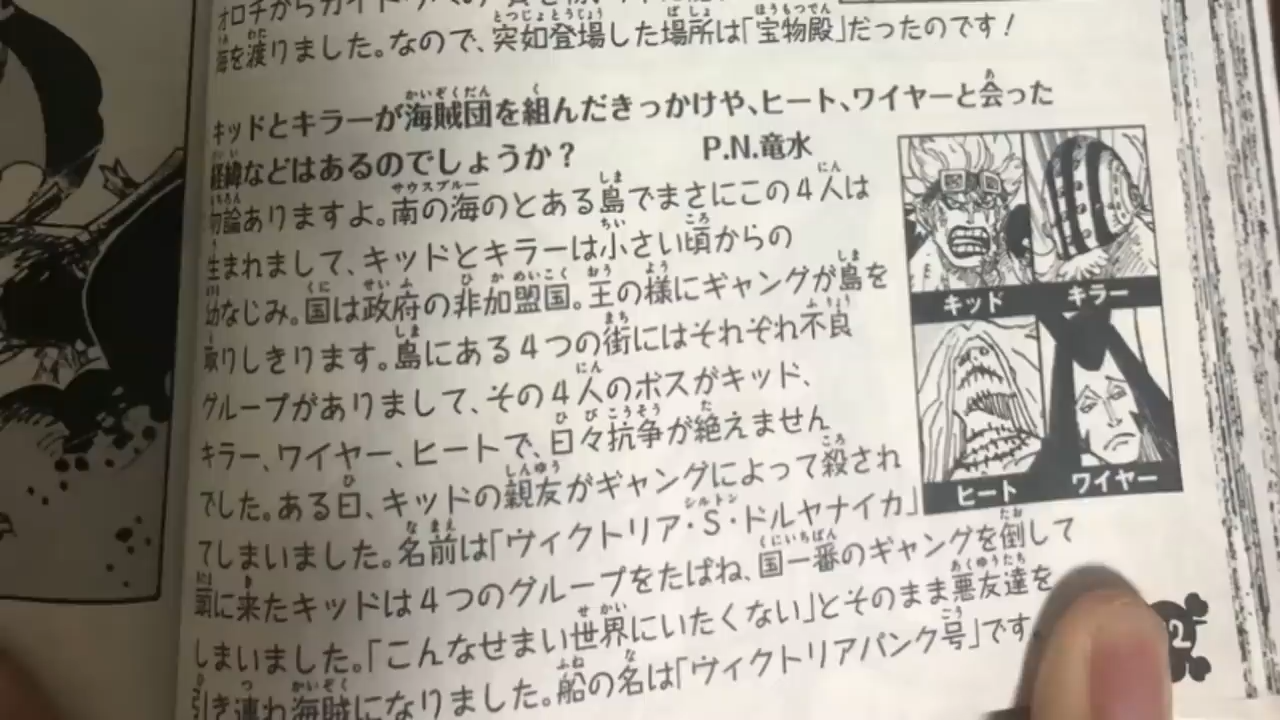 オロチからカイドウへの
海を渡りました。なので、突如登場した場所は「宝物殿」だったのです！
キッドとキラーが海賊団を組んだきっかけや、ヒート、ワイヤーと会った
経緯などはあるのでしょうか？ P.N.竜水
勿論ありますよ。南の海のとある島でまさにこの4人は
生まれまして、キッドとキラーは小さい頃からの
幼なじみ。国は政府の非加盟国。王の様にギャングが島を
取りしきります。島にある4つの街にはそれぞれ不良
グループがありまして、その4人のボスがキッド、
キラー、ワイヤー、ヒートで、日々抗争が絶えません
でした。ある日、キッドの親友がギャングによって殺され
てしまいました。名前は「ヴィクトリア・S・ドルヤナイカ」
頭に来たキッドは4つのグループをたばね、国一番のギャングを倒して
しまいました。「こんなせまい世界にいたくない」とそのまま悪友達を
引き連れ海賊になりました。船の名は「ヴィクトリアパンク号」です
キッド
キラー
ヒート
ワイヤー